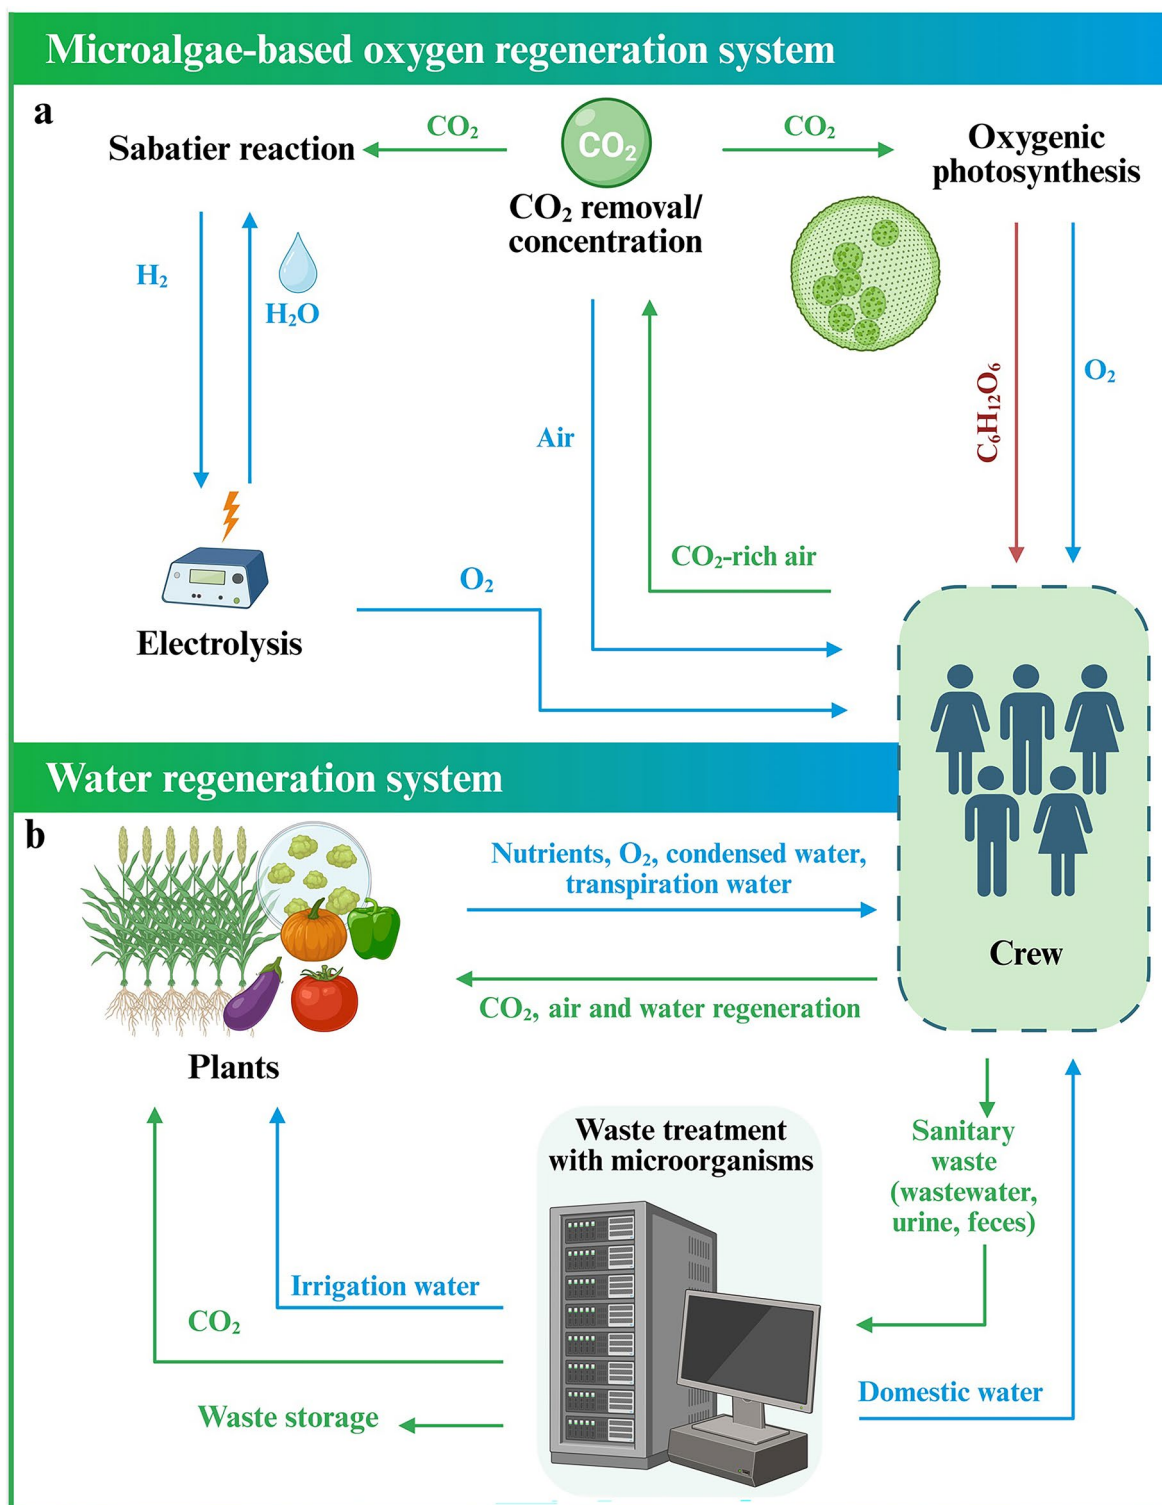 Microalgae-based oxygen regeneration system
a
Sabatier reaction
CO₂
CO₂
CO₂ removal/
concentration
CO₂
Oxygenic
photosynthesis
H₂
H₂O
Air
C₆H₁₂O₆
O₂
CO₂-rich air
O₂
Electrolysis
Water regeneration system
b
Nutrients, O₂, condensed water,
transpiration water
CO₂, air and water regeneration
Plants
Crew
Waste treatment
with microorganisms
Sanitary
waste
(wastewater,
urine, feces)
Irrigation water
CO₂
Waste storage
Domestic water